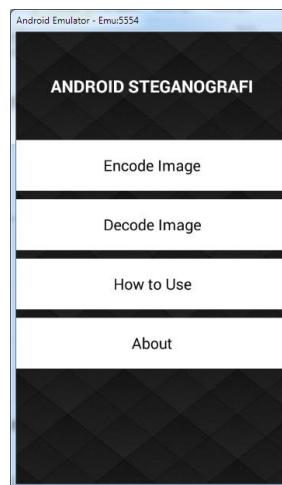 Android Emulator - Emu:5554
ANDROID STEGANOGRAFI
Encode Image
Decode Image
How to Use
About